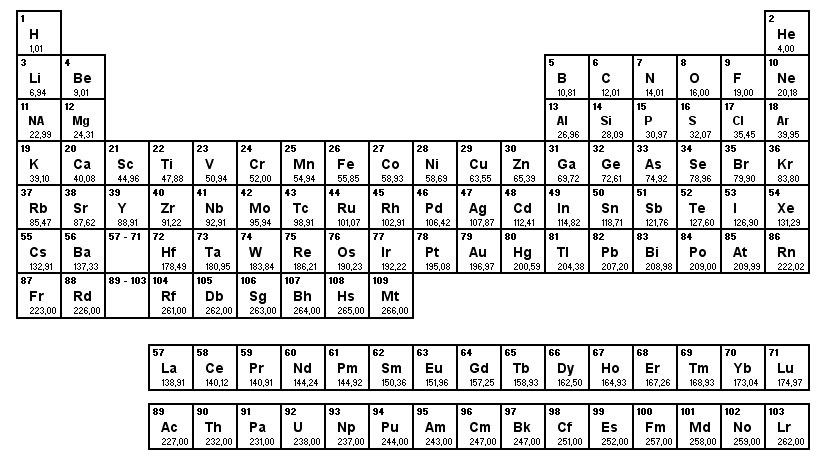 1 2
H He
1,01 4,00
3 4 5 6 7 8 9 10
Li Be B C N O F Ne
6,94 9,01 10,81 12,01 14,01 16,00 19,00 20,18
11 12 13 14 15 16 17 18
NA Mg Al Si P S Cl Ar
22,99 24,31 26,96 28,09 30,97 32,07 35,45 39,95
19 20 21 22 23 24 25 26 27 28 29 30 31 32 33 34 35 36
K Ca Sc Ti V Cr Mn Fe Co Ni Cu Zn Ga Ge As Se Br Kr
39,10 40,08 44,96 47,88 50,94 52,00 54,94 55,85 58,93 58,69 63,55 65,39 69,72 72,61 74,92 78,96 79,90 83,80
37 38 39 40 41 42 43 44 45 46 47 48 49 50 51 52 53 54
Rb Sr Y Zr Nb Mo Tc Ru Rh Pd Ag Cd In Sn Sb Te I Xe
85,47 87,62 88,91 91,22 92,91 95,94 98,91 101,07 102,91 106,42 107,87 112,41 114,82 118,71 121,76 127,60 126,90 131,29
55 56 57 - 71 72 73 74 75 76 77 78 79 80 81 82 83 84 85 86
Cs Ba Hf Ta W Re Os Ir Pt Au Hg Tl Pb Bi Po At Rn
132,91 137,33 178,49 180,95 183,84 186,21 190,23 192,22 195,08 196,97 200,59 204,38 207,20 208,98 209,00 209,99 222,02
87 88 89 - 103 104 105 106 107 108 109
Fr Rd Rf Db Sg Bh Hs Mt
223,00 226,00 261,00 262,00 263,00 264,00 265,00 266,00
57 58 59 60 61 62 63 64 65 66 67 68 69 70 71
La Ce Pr Nd Pm Sm Eu Gd Tb Dy Ho Er Tm Yb Lu
138,91 140,12 140,91 144,24 144,92 150,36 151,96 157,25 158,93 162,50 164,93 167,26 168,93 173,04 174,97
89 90 91 92 93 94 95 96 97 98 99 100 101 102 103
Ac Th Pa U Np Pu Am Cm Bk Cf Es Fm Md No Lr
227,00 232,00 231,00 238,00 237,00 244,00 243,00 247,00 247,00 251,00 252,00 257,00 258,00 259,00 262,00